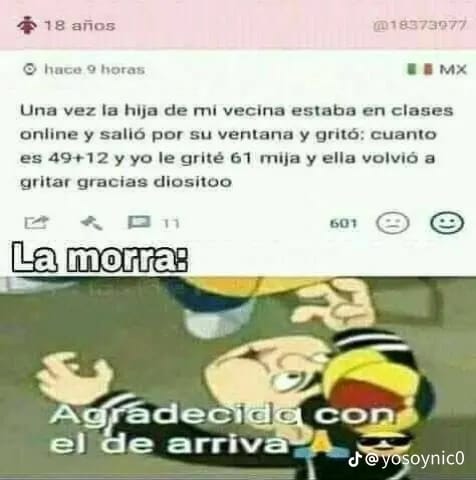 18 años
@18373977
hace 9 horas
MX
Una vez la hija de mi vecina estaba en clases
online y salió por su ventana y gritó: cuanto
es 49+12 y yo le grité 61 mija y ella volvió a
gritar gracias diositoo
11
601
La morra:
Agradecido con
el de arriva🙏😎
@yosoynic0